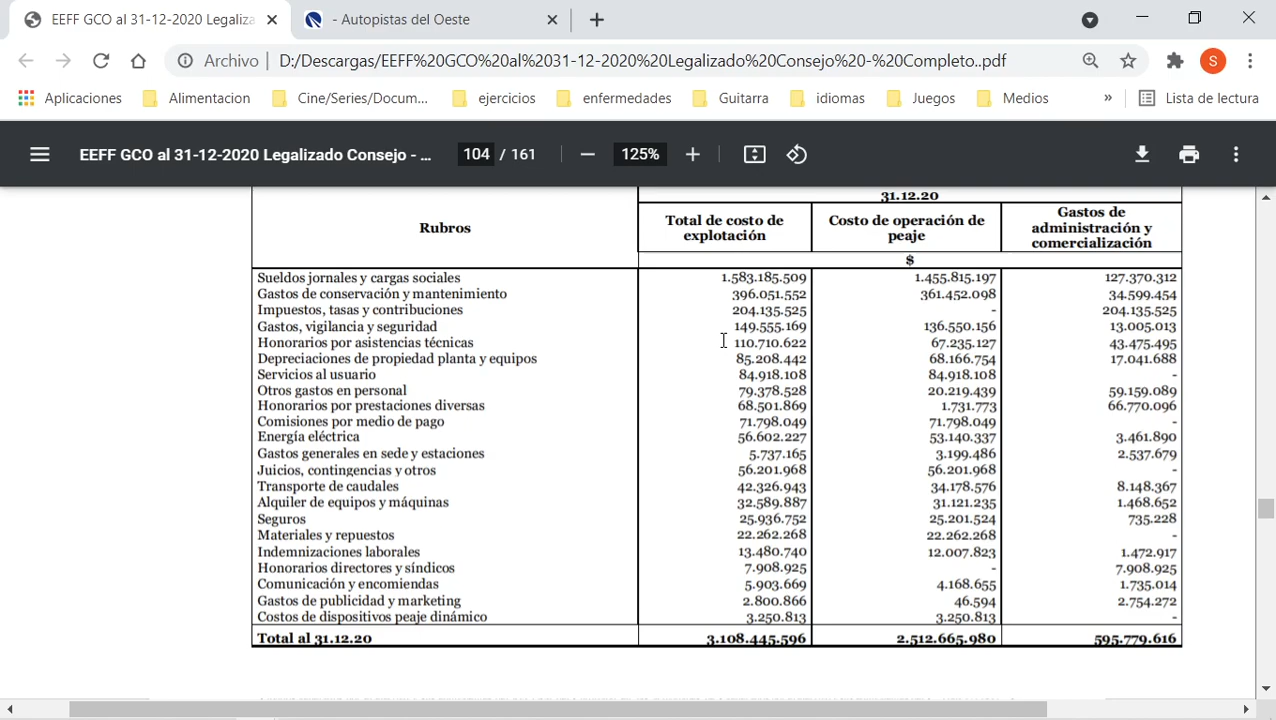 EEFF GCO al 31-12-2020 Legaliza
- Autopistas del Oeste
Archivo D:/Descargas/EEFF%20GCO%20al%2031-12-2020%20Legalizado%20Consejo%20-%20Completo..pdf
S
Aplicaciones Alimentacion Cine/Series/Docum... ejercicios enfermedades Guitarra idiomas Juegos Medios » Lista de lectura
EEFF GCO al 31-12-2020 Legalizado Consejo - ... 104 / 161 125%
31.12.20
Rubros Total de costo de explotación Costo de operación de peaje Gastos de administración y comercialización
$
Sueldos jornales y cargas sociales 1.583.185.509 1.455.815.197 127.370.312
Gastos de conservación y mantenimiento 396.051.552 361.452.098 34.599.454
Impuestos, tasas y contribuciones 204.135.525 - 204.135.525
Gastos, vigilancia y seguridad 149.555.169 136.550.156 13.005.013
Honorarios por asistencias técnicas 110.710.622 67.235.127 43.475.495
Depreciaciones de propiedad planta y equipos 85.208.442 68.166.754 17.041.688
Servicios al usuario 84.918.108 84.918.108 -
Otros gastos en personal 79.378.528 20.219.439 59.159.089
Honorarios por prestaciones diversas 68.501.869 1.731.773 66.770.096
Comisiones por medio de pago 71.798.049 71.798.049 -
Energía eléctrica 56.602.227 53.140.337 3.461.890
Gastos generales en sede y estaciones 5.737.165 3.199.486 2.537.679
Juicios, contingencias y otros 56.201.968 56.201.968 -
Transporte de caudales 42.326.943 34.178.576 8.148.367
Alquiler de equipos y máquinas 32.589.887 31.121.235 1.468.652
Seguros 25.936.752 25.201.524 735.228
Materiales y repuestos 22.262.268 22.262.268 -
Indemnizaciones laborales 13.480.740 12.007.823 1.472.917
Honorarios directores y síndicos 7.908.925 - 7.908.925
Comunicación y encomiendas 5.903.669 4.168.655 1.735.014
Gastos de publicidad y marketing 2.800.866 46.594 2.754.272
Costos de dispositivos peaje dinámico 3.250.813 3.250.813 -
Total al 31.12.20 3.108.445.596 2.512.665.980 595.779.616